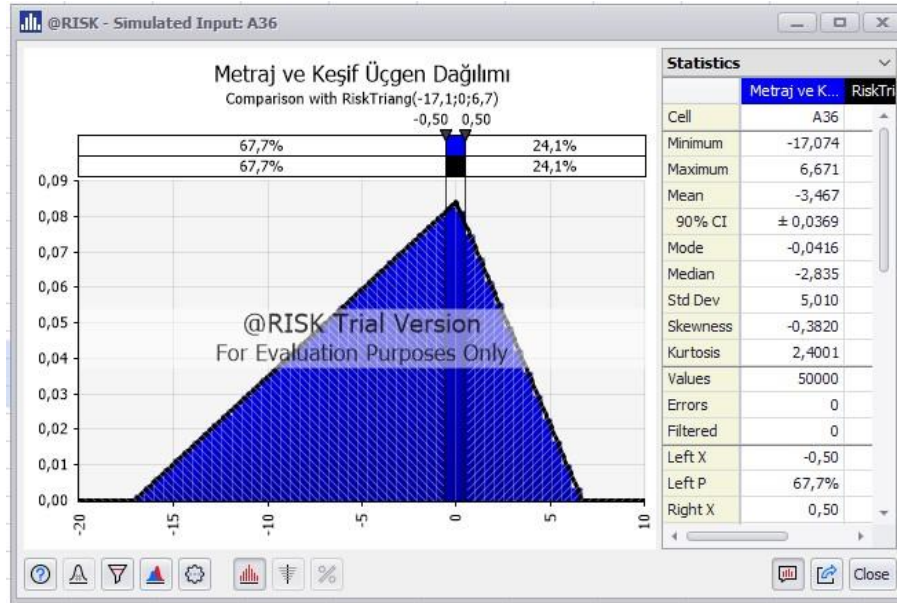 @RISK - Simulated Input: A36
Metraj ve Keşif Üçgen Dağılımı
Comparison with RiskTriang(-17,1;0;6,7)
-0,50 0,50
67,7% 24,1%
67,7% 24,1%
0,09
0,08
0,07
0,06
0,05
0,04
0,03
0,02
0,01
0,00
-20 -15 -10 -5 0 5 10
@RISK Trial Version
For Evaluation Purposes Only
Statistics
Metraj ve K... RiskTri
Cell A36
Minimum -17,074
Maximum 6,671
Mean -3,467
90% CI ± 0,0369
Mode -0,0416
Median -2,835
Std Dev 5,010
Skewness -0,3820
Kurtosis 2,4001
Values 50000
Errors 0
Filtered 0
Left X -0,50
Left P 67,7%
Right X 0,50
Close